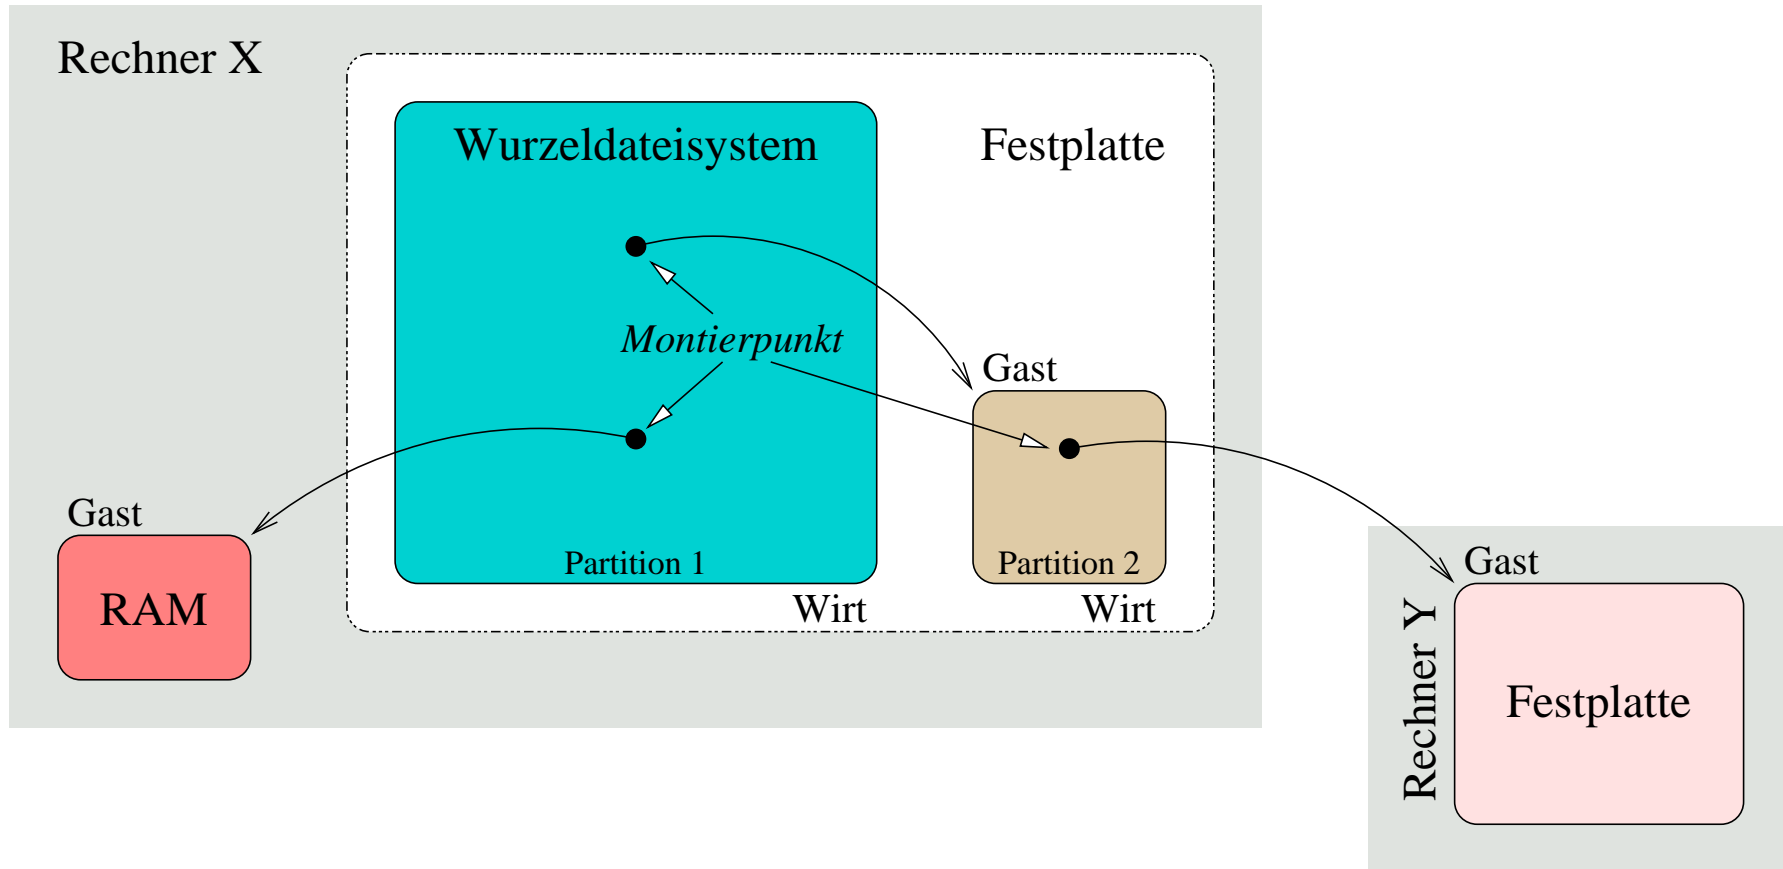 Rechner X
Wurzeldateisystem
Festplatte
Montierpunkt
Gast
Gast
Partition 1
Partition 2
Gast
RAM
Wirt
Wirt
Rechner Y
Festplatte